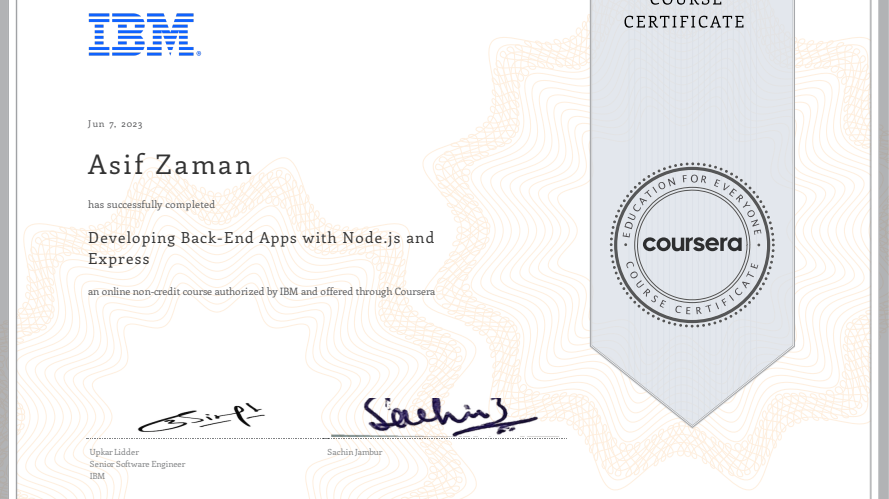 IBM
COURSE
CERTIFICATE
Jun 7, 2023
Asif Zaman
has successfully completed
Developing Back-End Apps with Node.js and
Express
an online non-credit course authorized by IBM and offered through Coursera
EDUCATION FOR EVERYONE
coursera
COURSE CERTIFICATE
Sachin
Upkar Lidder
Senior Software Engineer
IBM
Sachin Jambur